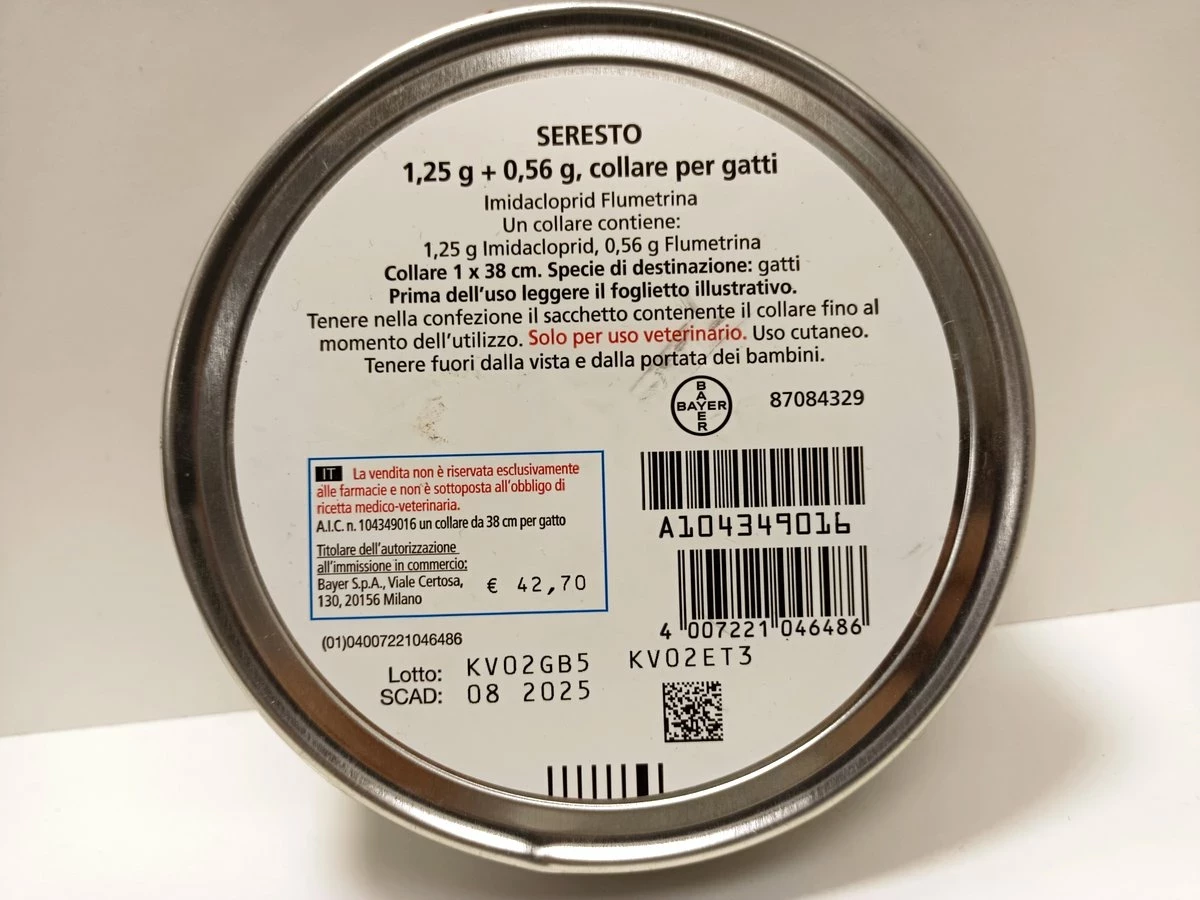 SERESTO
1,25 g + 0,56 g, collare per gatti
Imidacloprid Flumetrina
Un collare contiene:
1,25 g Imidacloprid, 0,56 g Flumetrina
Collare 1 x 38 cm. Specie di destinazione: gatti
Prima dell'uso leggere il foglietto illustrativo.
Tenere nella confezione il sacchetto contenente il collare fino al
momento dell'utilizzo. Solo per uso veterinario. Uso cutaneo.
Tenere fuori dalla vista e dalla portata dei bambini.
BAYER
BAYER
87084329
IT La vendita non è riservata esclusivamente
alle farmacie e non è sottoposta all'obbligo di
ricetta medico-veterinaria.
A.I.C. n. 104349016 un collare da 38 cm per gatto
Titolare dell'autorizzazione
all'immissione in commercio:
Bayer S.p.A., Viale Certosa,
130, 20156 Milano
€ 42,70
A104349016
4 007221 046486
(01)04007221046486
Lotto: KV02GB5 KV02ET3
SCAD: 08 2025